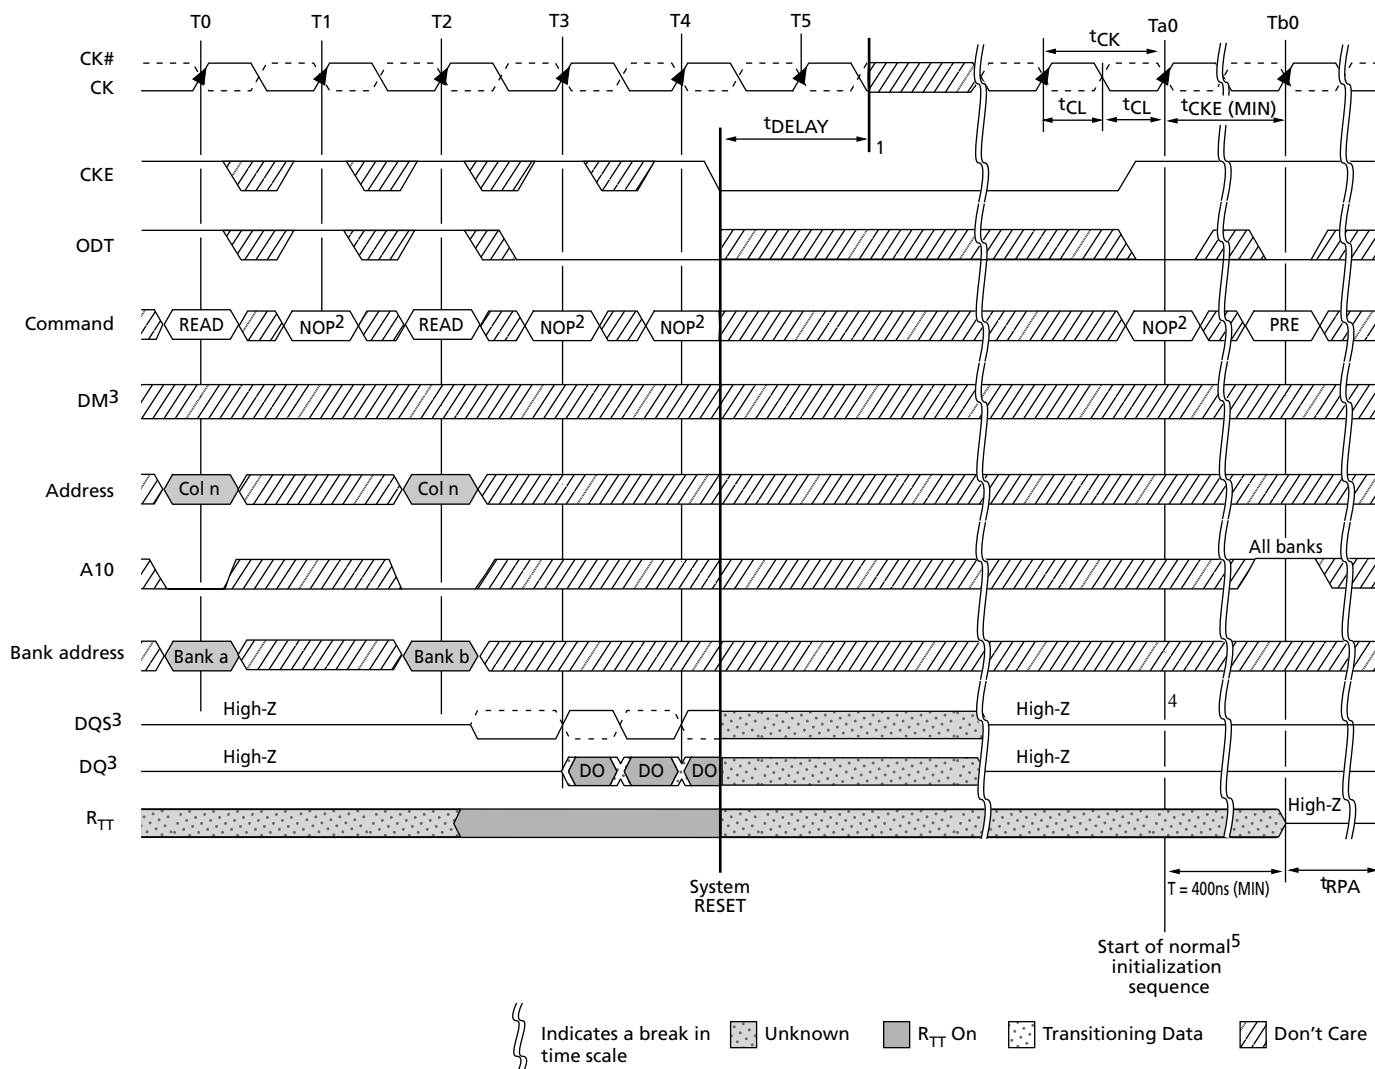 T0 T1 T2 T3 T4 T5 Ta0 Tb0
CK#
CK
tCK
tCL tCL tCKE (MIN)
tDELAY
1
CKE
ODT
Command READ NOP2 READ NOP2 NOP2 NOP2 PRE
DM3
Address Col n Col n
A10 All banks
Bank address Bank a Bank b
DQS3 High-Z High-Z 4
DQ3 High-Z DO DO DO High-Z
RTT High-Z
System
RESET
T = 400ns (MIN) tRPA
Start of normal5
initialization
sequence
Indicates a break in
time scale
Unknown
RTT On
Transitioning Data
Don't Care